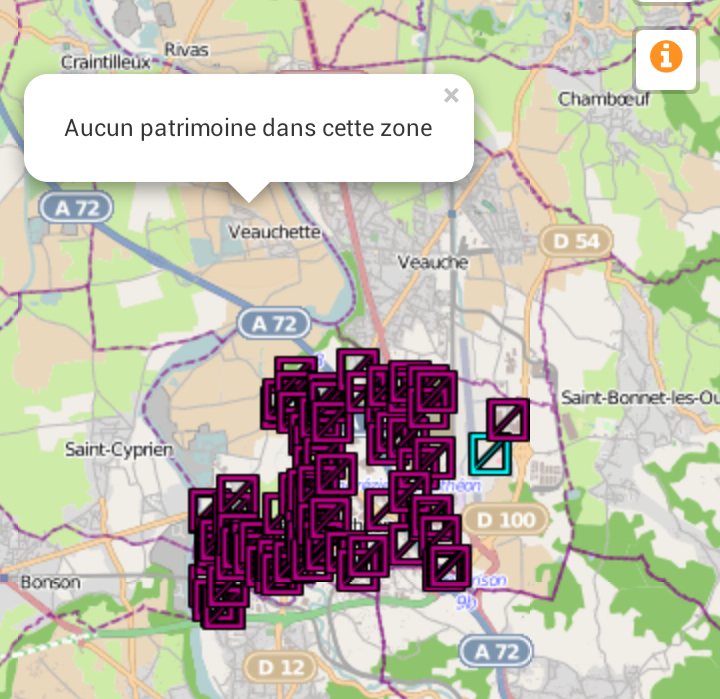 Rivas
Craintilleux
Chambœuf
×
Aucun patrimoine dans cette zone
A 72
Veauchette
D 54
Veauche
A 72
Saint-Bonnet-les-Ou
Saint-Cyprien
D 100
Bonson
9b
A 72
D 12